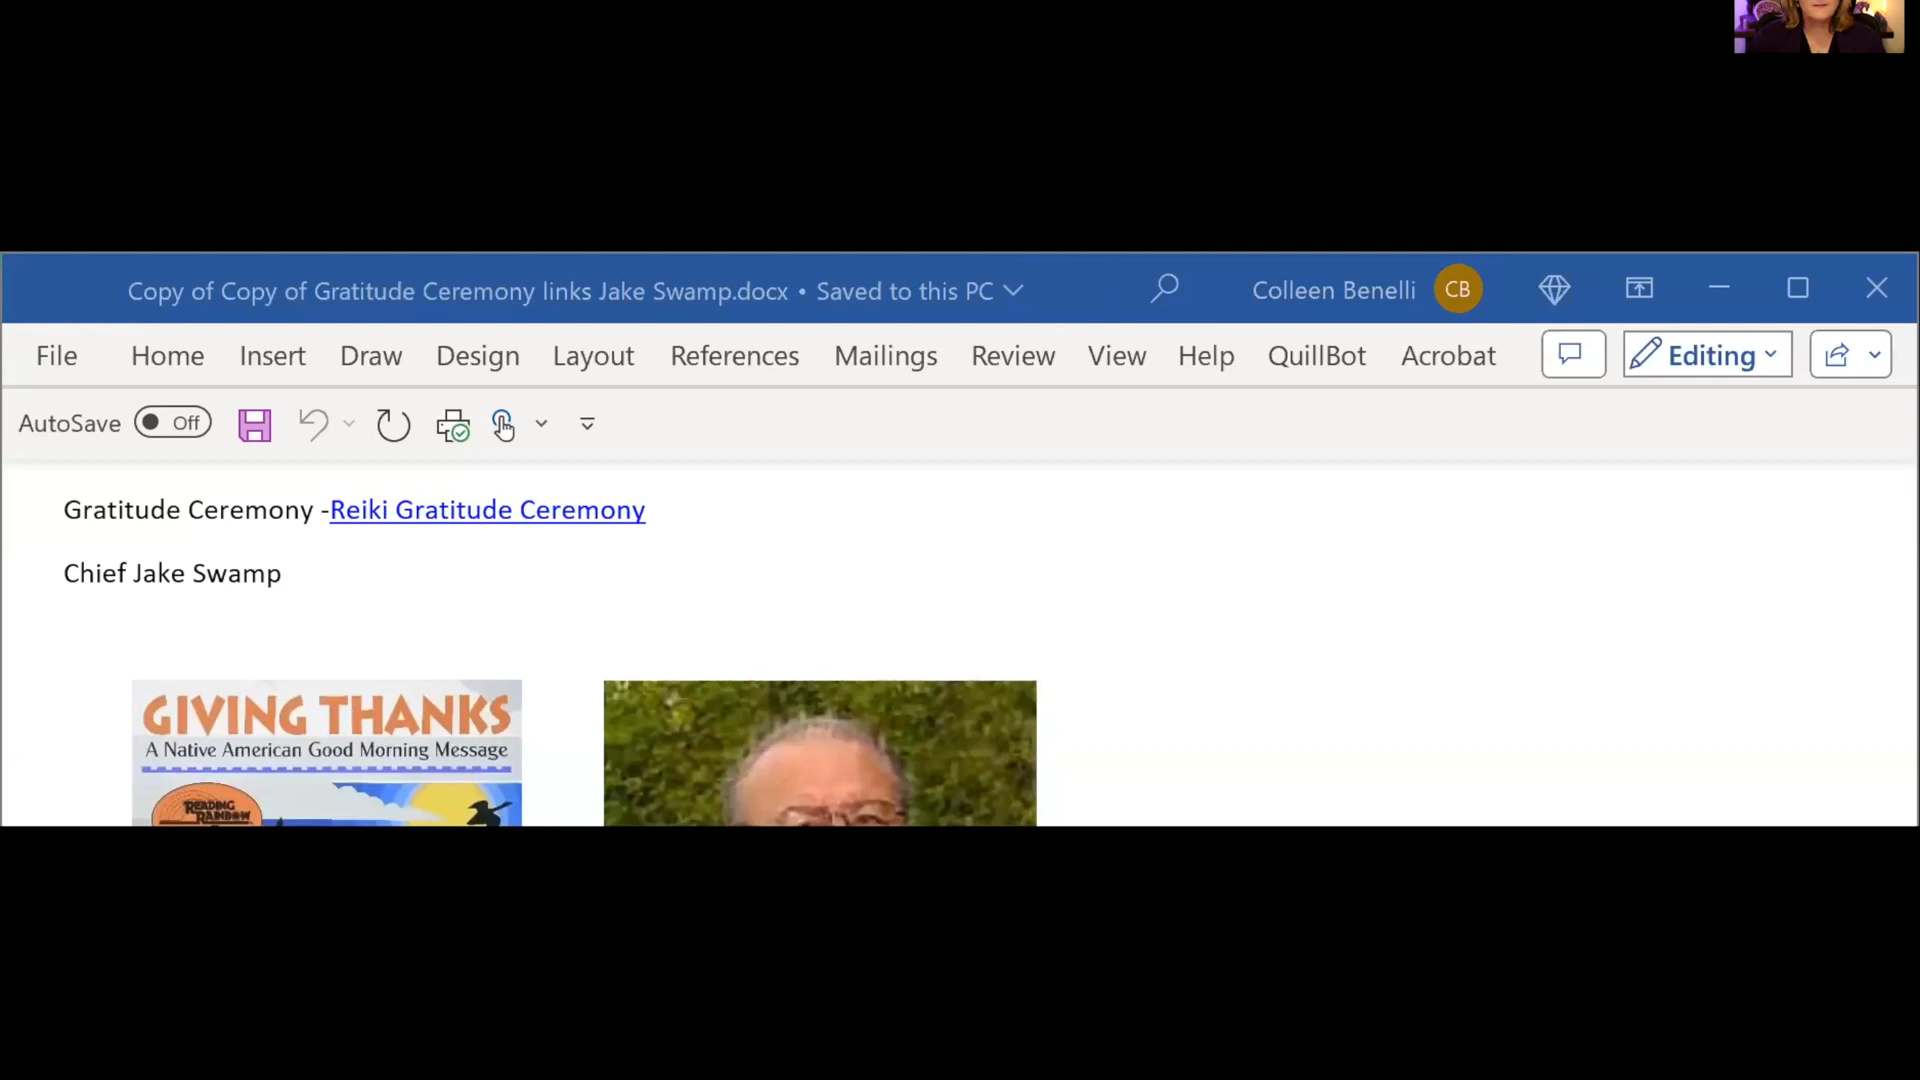 Copy of Copy of Gratitude Ceremony links Jake Swamp.docx • Saved to this PC
Colleen Benelli
CB
File Home Insert Draw Design Layout References Mailings Review View Help QuillBot Acrobat
Editing
AutoSave Off
Gratitude Ceremony -Reiki Gratitude Ceremony
Chief Jake Swamp
GIVING THANKS
A Native American Good Morning Message
READING
RAINBOW